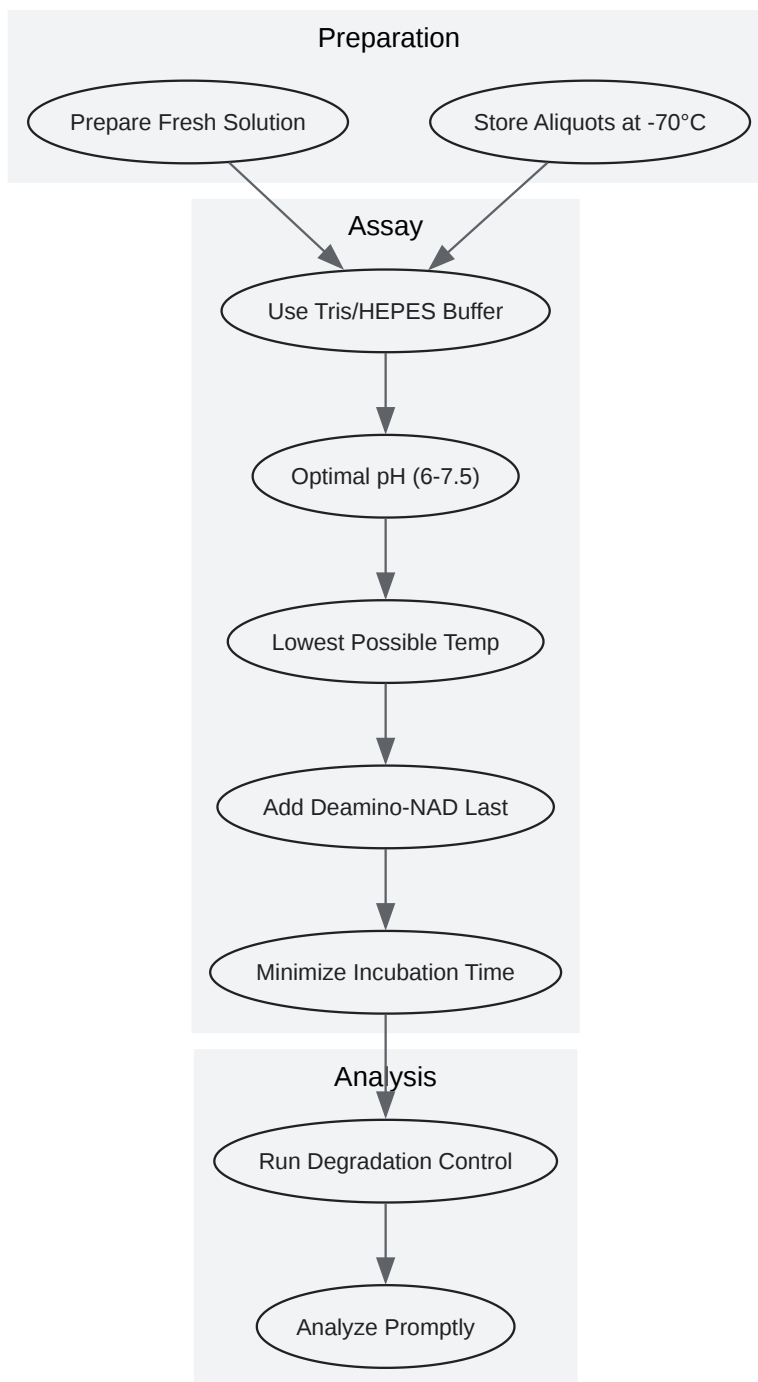 Preparation
Prepare Fresh Solution
Store Aliquots at -70°C
Assay
Use Tris/HEPES Buffer
Optimal pH (6-7.5)
Lowest Possible Temp
Add Deamino-NAD Last
Minimize Incubation Time
Analysis
Run Degradation Control
Analyze Promptly